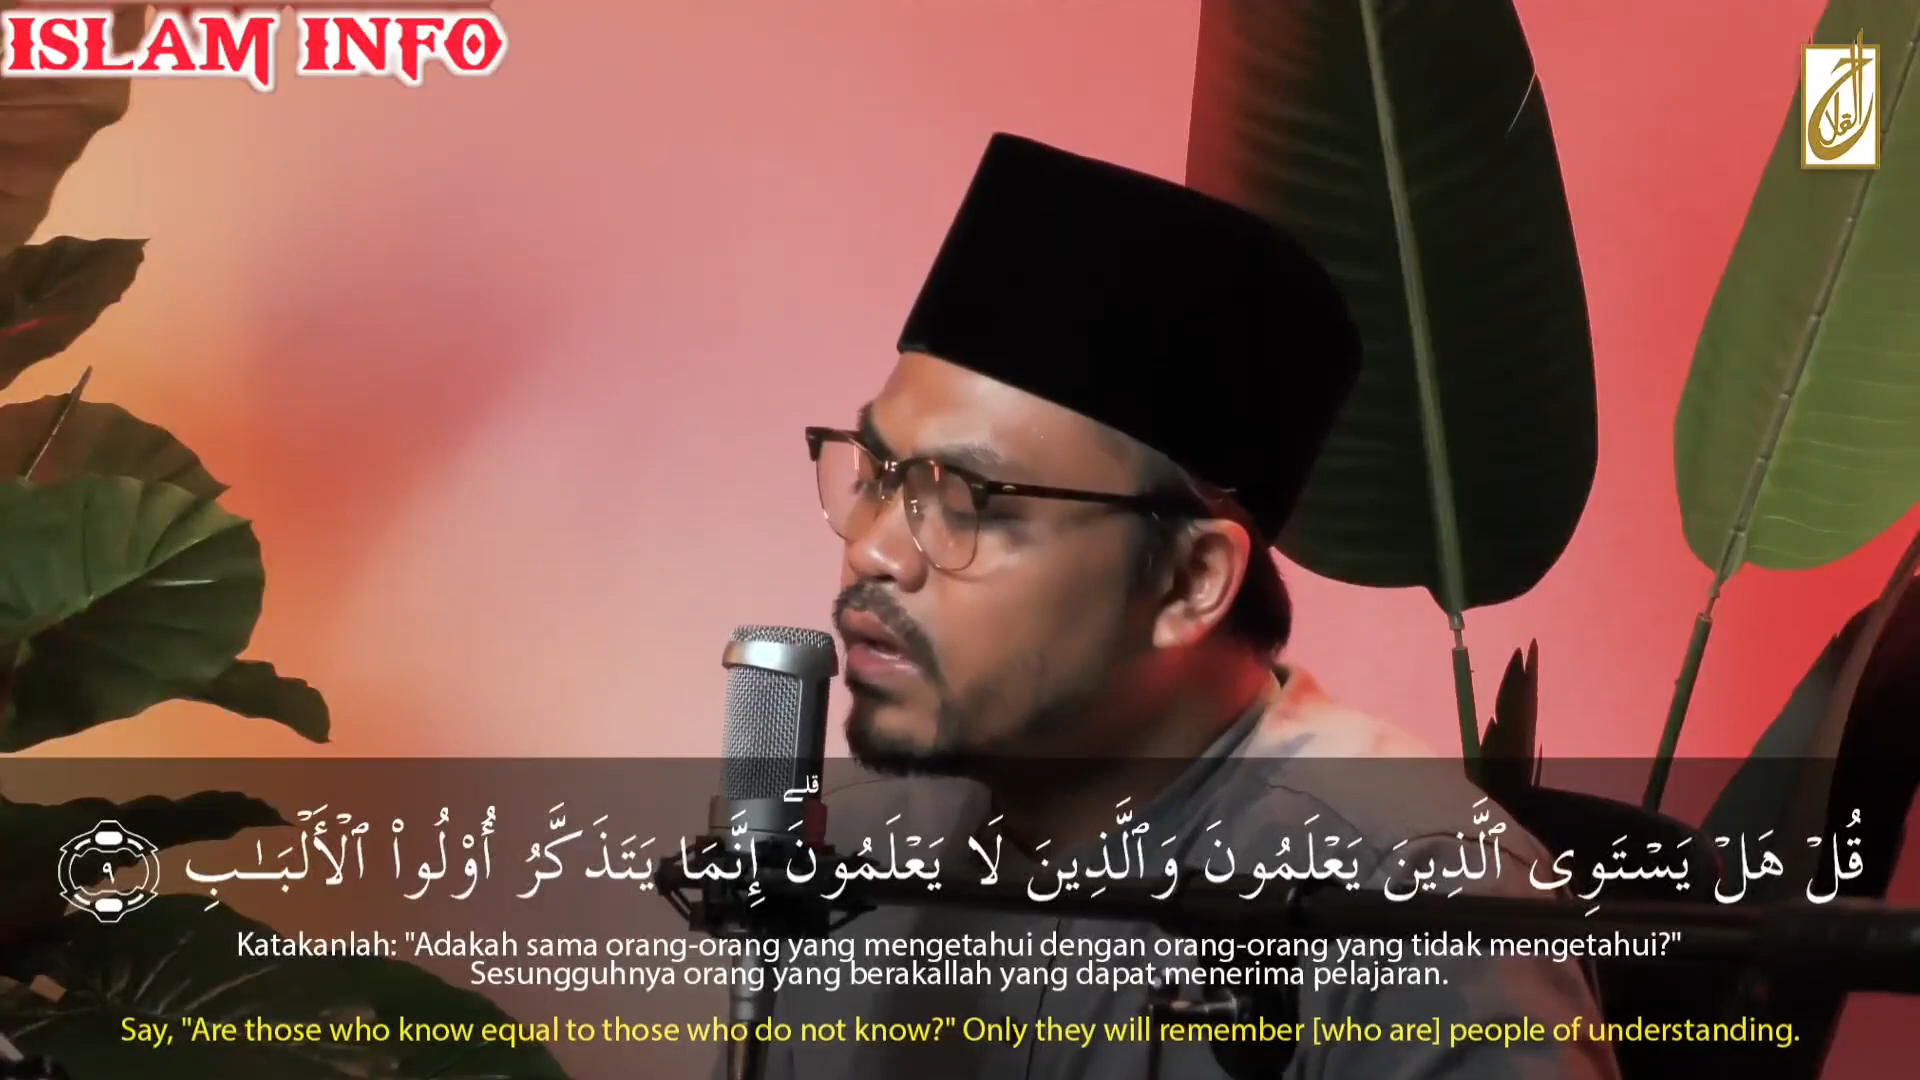 ISLAM INFO
القلاح
قُلۡ هَلۡ يَسۡتَوِى ٱلَّذِينَ يَعۡلَمُونَ وَٱلَّذِينَ لَا يَعۡلَمُونَۗ إِنَّمَا يَتَذَكَّرُ أُوْلُواْ ٱلۡأَلۡبَـٰبِ ٩
Katakanlah: "Adakah sama orang-orang yang mengetahui dengan orang-orang yang tidak mengetahui?"
Sesungguhnya orang yang berakallah yang dapat menerima pelajaran.
Say, "Are those who know equal to those who do not know?" Only they will remember [who are] people of understanding.